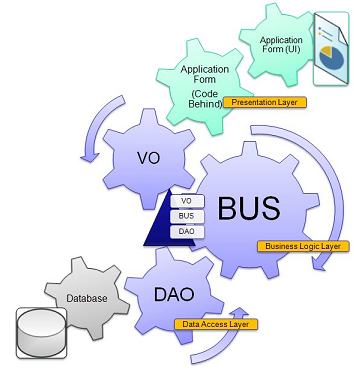 Application
Form (UI)
Application
Form
(Code
Behind)
Presentation Layer
VO
VO
BUS
DAO
BUS
Business Logic Layer
Database
DAO
Data Access Layer